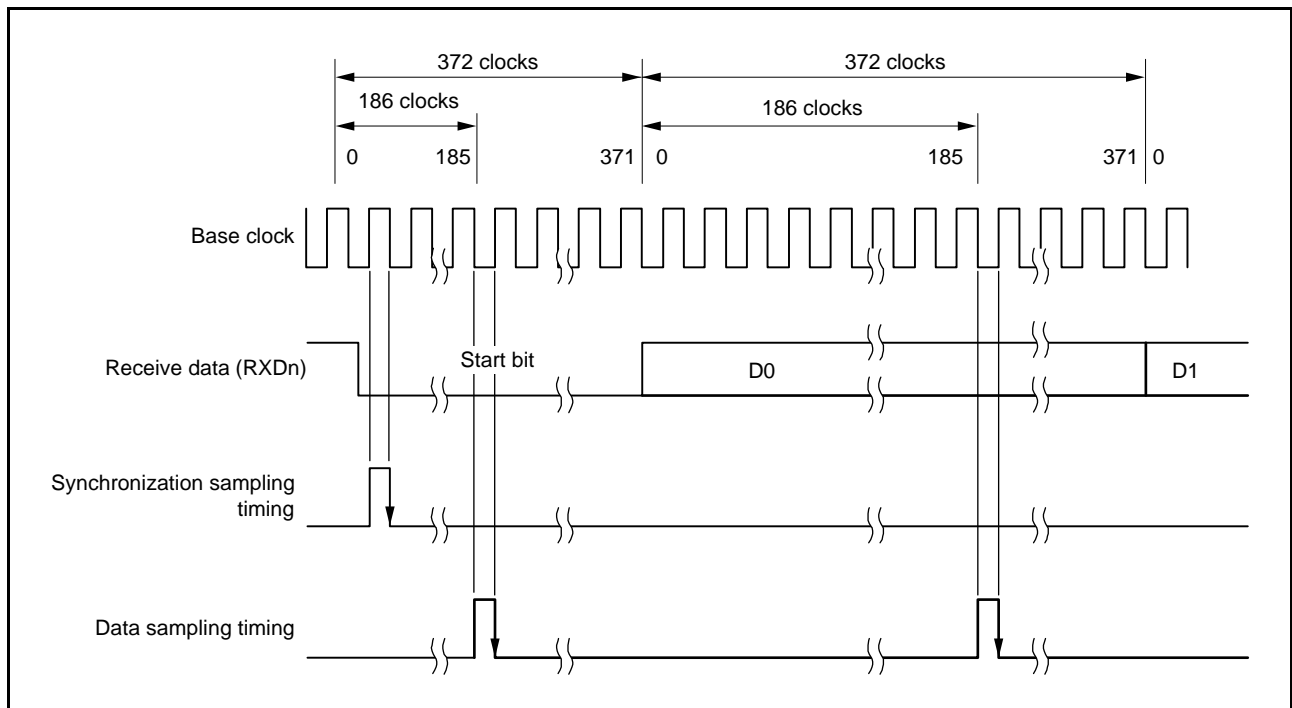 372 clocks 372 clocks
186 clocks 186 clocks
0 185 371 0 185 371 0
Base clock
Receive data (RXDn)
Start bit
D0
D1
Synchronization sampling
timing
Data sampling timing